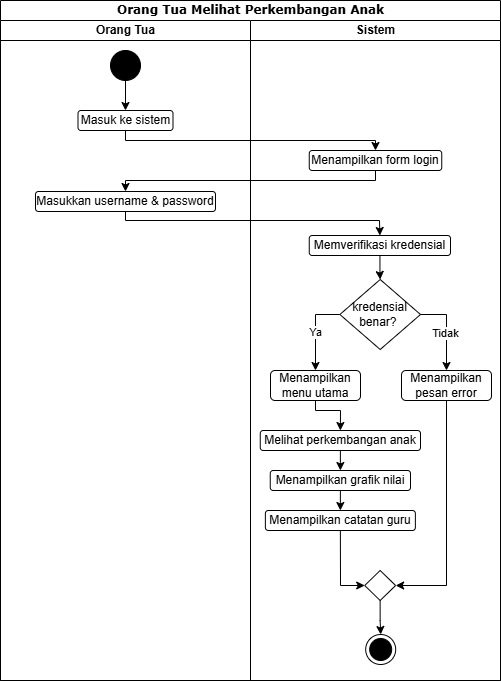 Orang Tua Melihat Perkembangan Anak
Orang Tua
Sistem
Masuk ke sistem
Menampilkan form login
Masukkan username & password
Memverifikasi kredensial
kredensial
benar?
Ya
Tidak
Menampilkan
menu utama
Menampilkan
pesan error
Melihat perkembangan anak
Menampilkan grafik nilai
Menampilkan catatan guru